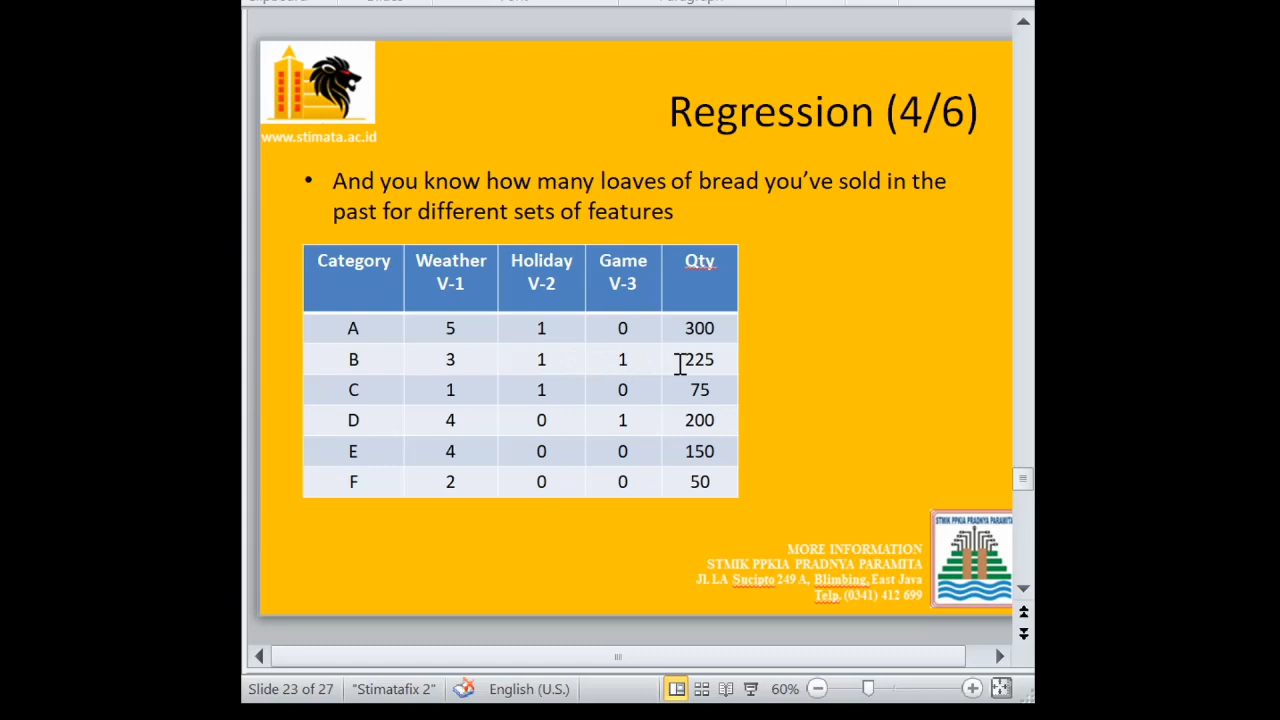 Regression (4/6)
www.stimata.ac.id
• And you know how many loaves of bread you’ve sold in the
past for different sets of features
Category Weather V-1 Holiday V-2 Game V-3 Qty
A 5 1 0 300
B 3 1 1 225
C 1 1 0 75
D 4 0 1 200
E 4 0 0 150
F 2 0 0 50
STMIK PPKIA PRADNYA PARAMITA
MORE INFORMATION
STMIK PPKIA PRADNYA PARAMITA
Jl. LA Sucipto 249 A, Blimbing, East Java
Telp. (0341) 412 699
Slide 23 of 27 "Stimatafix 2" English (U.S.) 60%